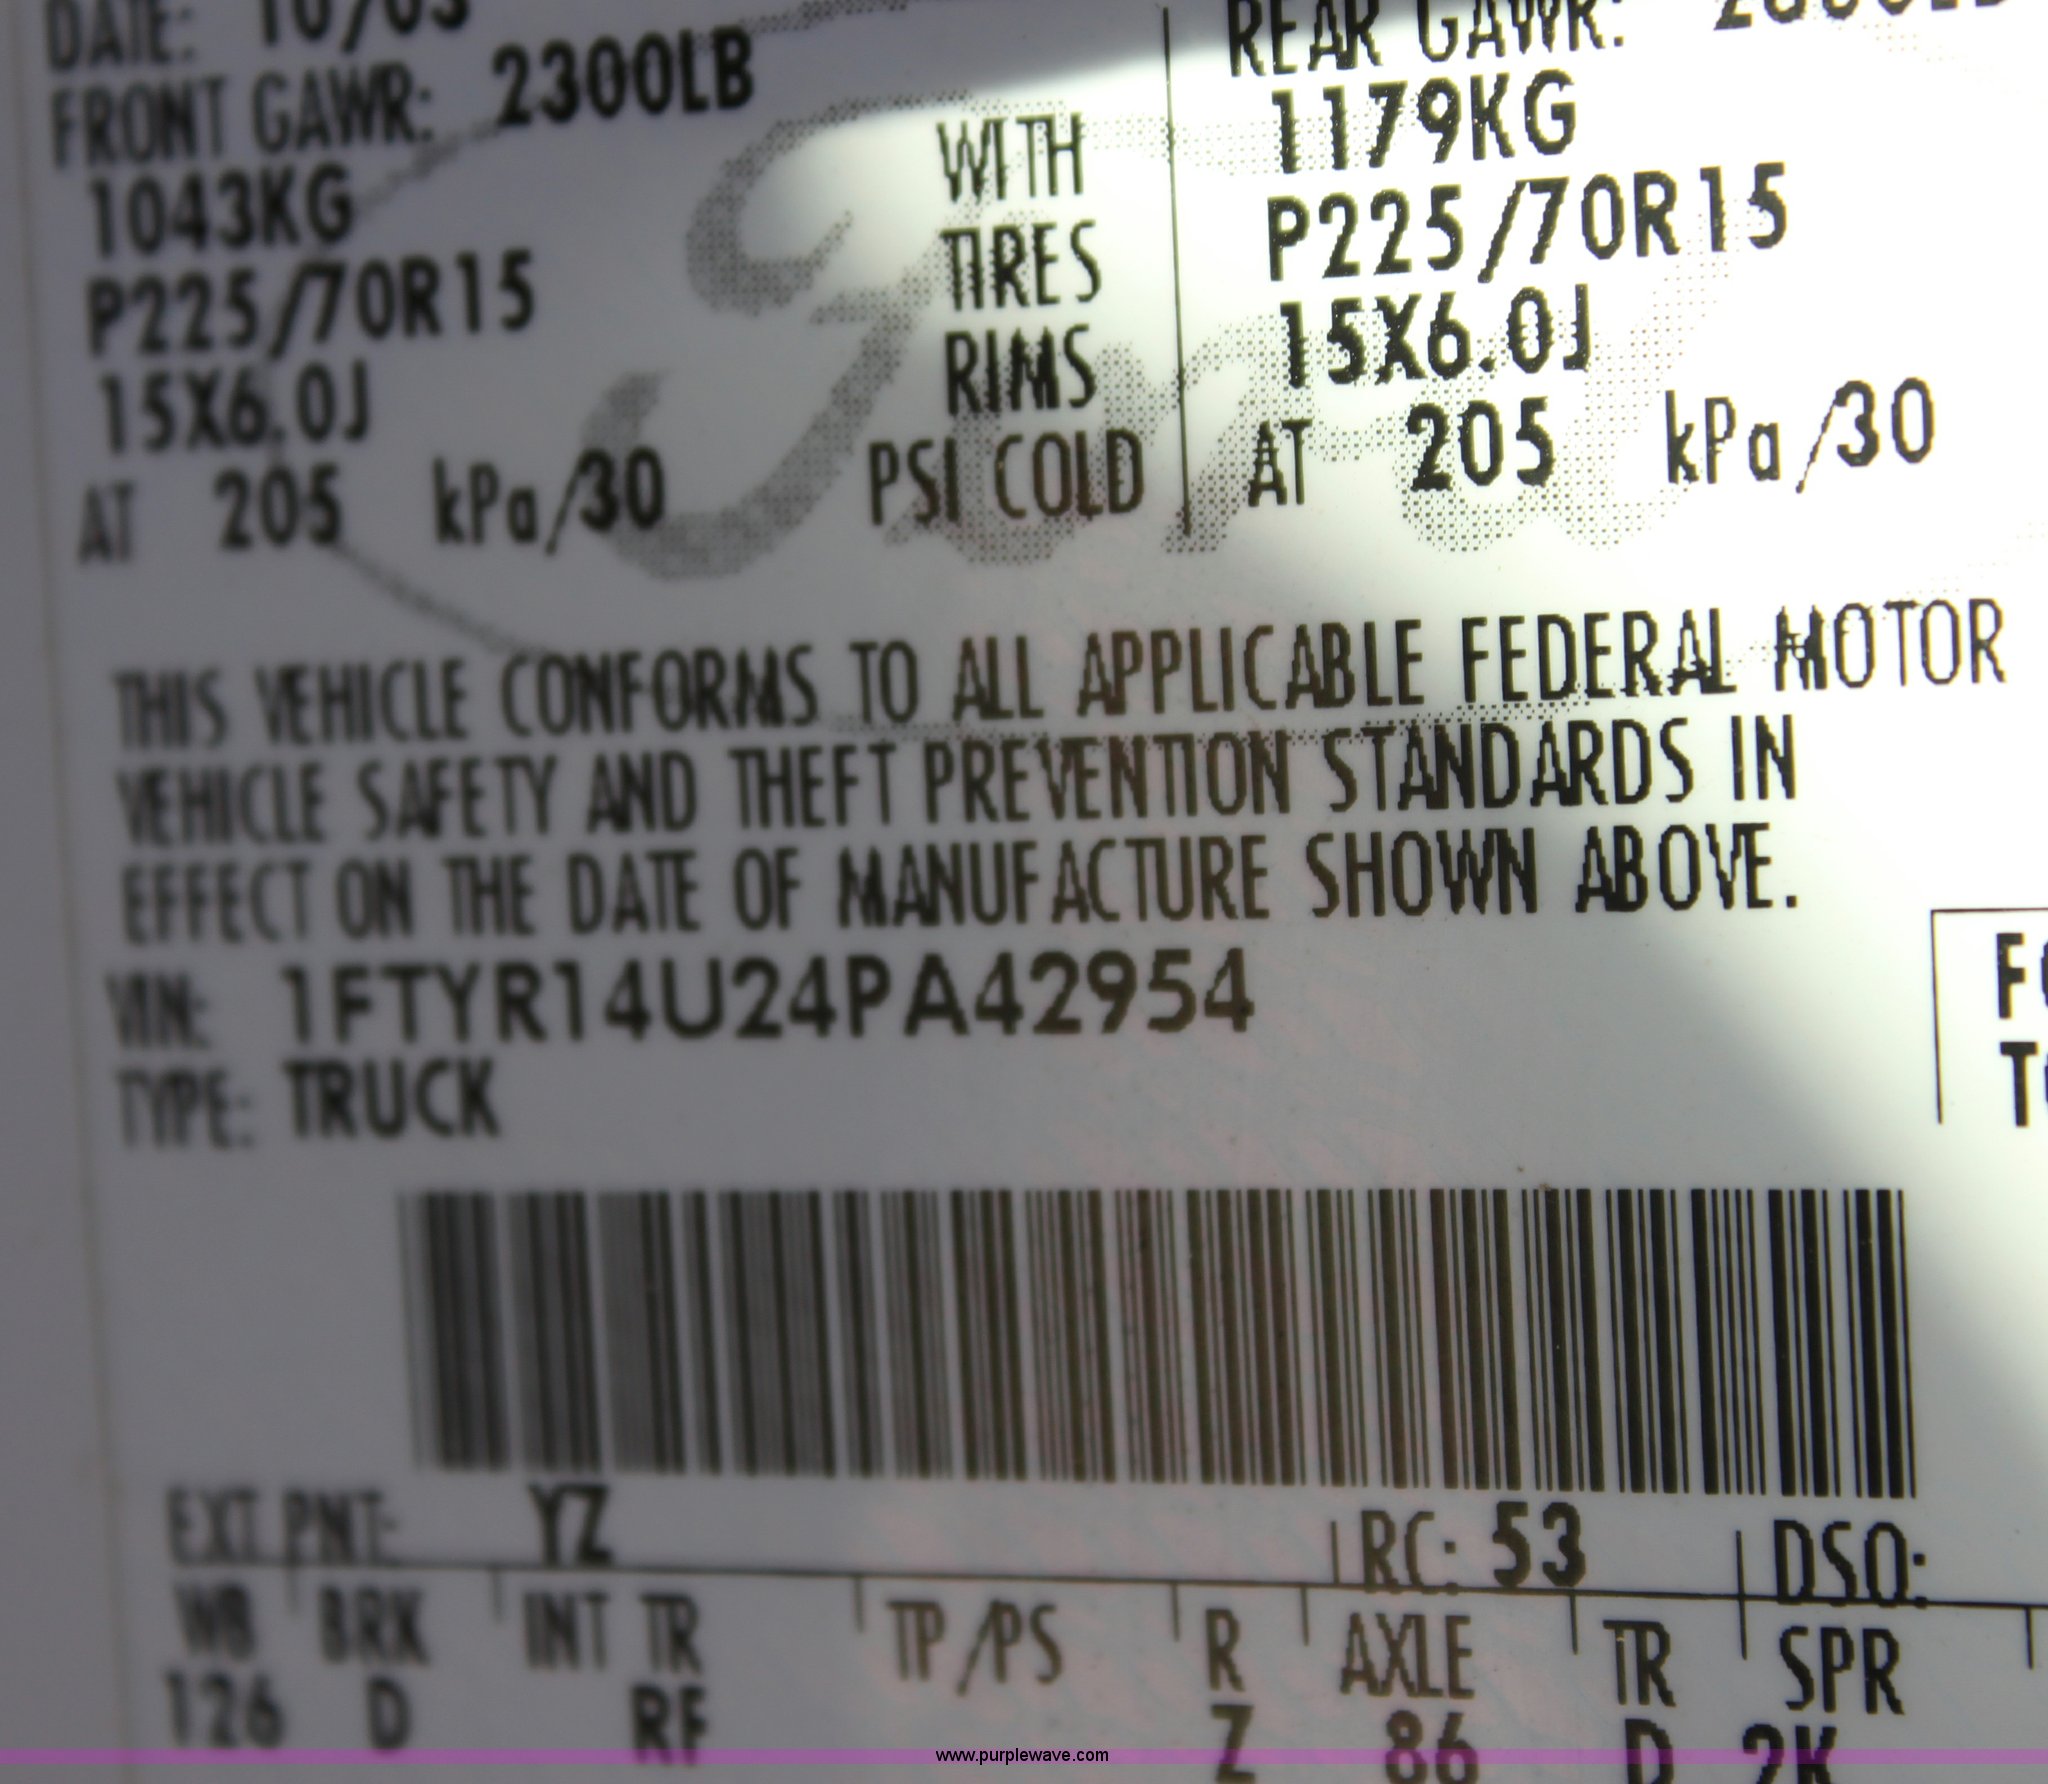 DATE: 10/03
FRONT GAWR: 2300LB
1043KG
P225/70R15
15X6.0J
AT 205 kPa/30
WITH
TIRES
RIMS
PSI COLD
REAR GAWR:
1179KG
P225/70R15
15X6.0J
AT 205 kPa/30
Ford
THIS VEHICLE CONFORMS TO ALL APPLICABLE FEDERAL MOTOR
VEHICLE SAFETY AND THEFT PREVENTION STANDARDS IN
EFFECT ON THE DATE OF MANUFACTURE SHOWN ABOVE.
VIN: 1FTYR14U24PA42954
TYPE: TRUCK
EXT PNT: YZ RC: 53 DSO:
WB BRK INT TR TP/PS R AXLE TR SPR
126 D RF Z 86 D 2K
www.purplewave.com